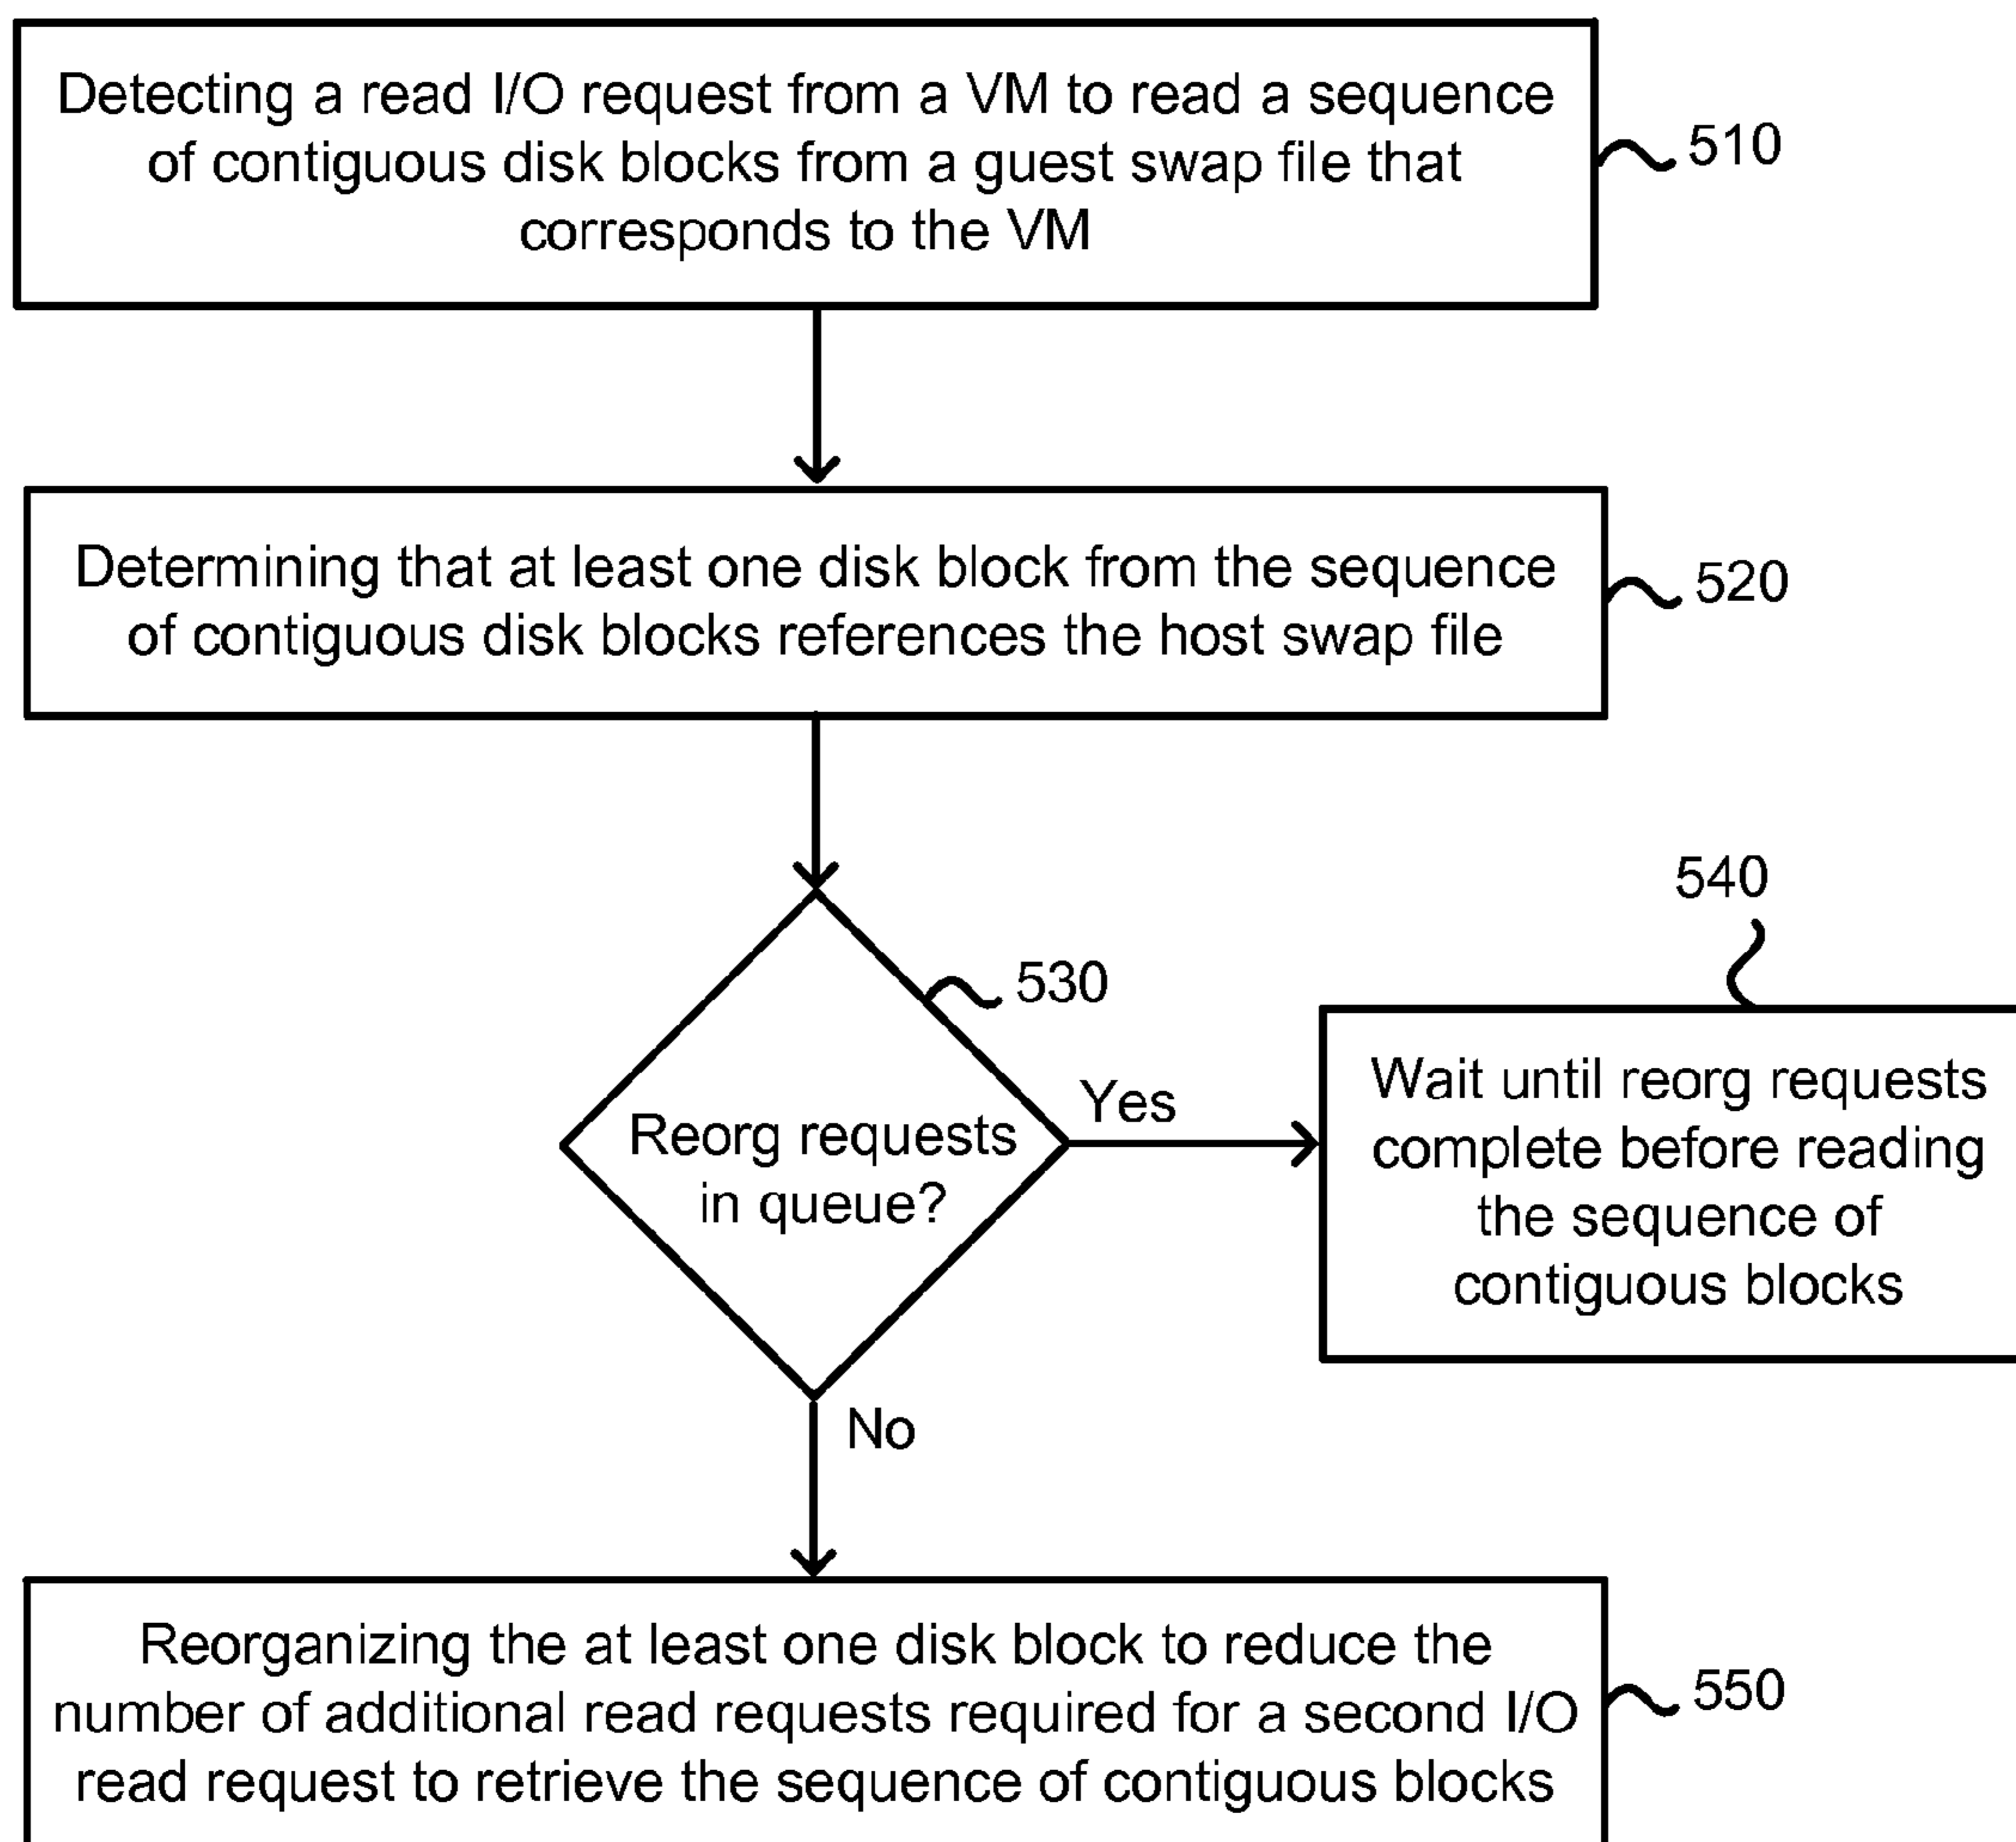 Detecting a read I/O request from a VM to read a sequence
of contiguous disk blocks from a guest swap file that
corresponds to the VM
510
Determining that at least one disk block from the sequence
of contiguous disk blocks references the host swap file
520
530
Reorg requests
in queue?
Yes
540
Wait until reorg requests
complete before reading
the sequence of
contiguous blocks
No
Reorganizing the at least one disk block to reduce the
number of additional read requests required for a second I/O
read request to retrieve the sequence of contiguous blocks
550